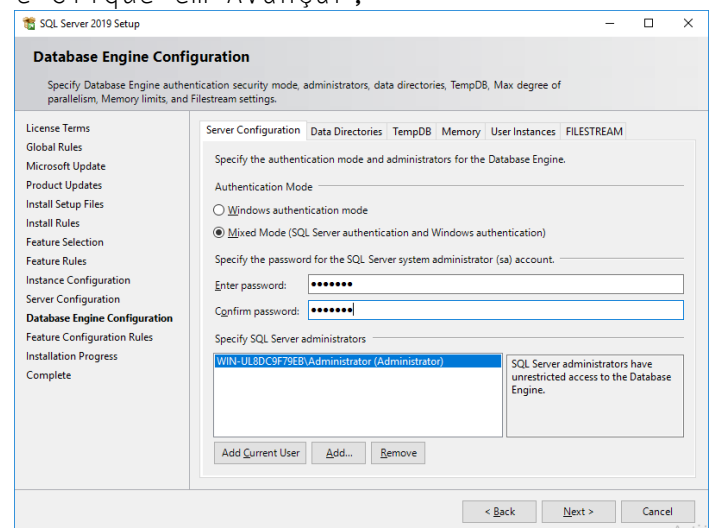 e clique em Avançar;
SQL Server 2019 Setup
Database Engine Configuration
Specify Database Engine authentication security mode, administrators, data directories, TempDB, Max degree of
parallelism, Memory limits, and Filestream settings.
License Terms
Global Rules
Microsoft Update
Product Updates
Install Setup Files
Install Rules
Feature Selection
Feature Rules
Instance Configuration
Server Configuration
Database Engine Configuration
Feature Configuration Rules
Installation Progress
Complete
Server Configuration Data Directories TempDB Memory User Instances FILESTREAM
Specify the authentication mode and administrators for the Database Engine.
Authentication Mode
Windows authentication mode
Mixed Mode (SQL Server authentication and Windows authentication)
Specify the password for the SQL Server system administrator (sa) account.
Enter password: ●●●●●●●
Confirm password: ●●●●●●●
Specify SQL Server administrators
WIN-UL8DC9F79EB\Administrator (Administrator)
SQL Server administrators have
unrestricted access to the Database
Engine.
Add Current User Add... Remove
< Back Next > Cancel